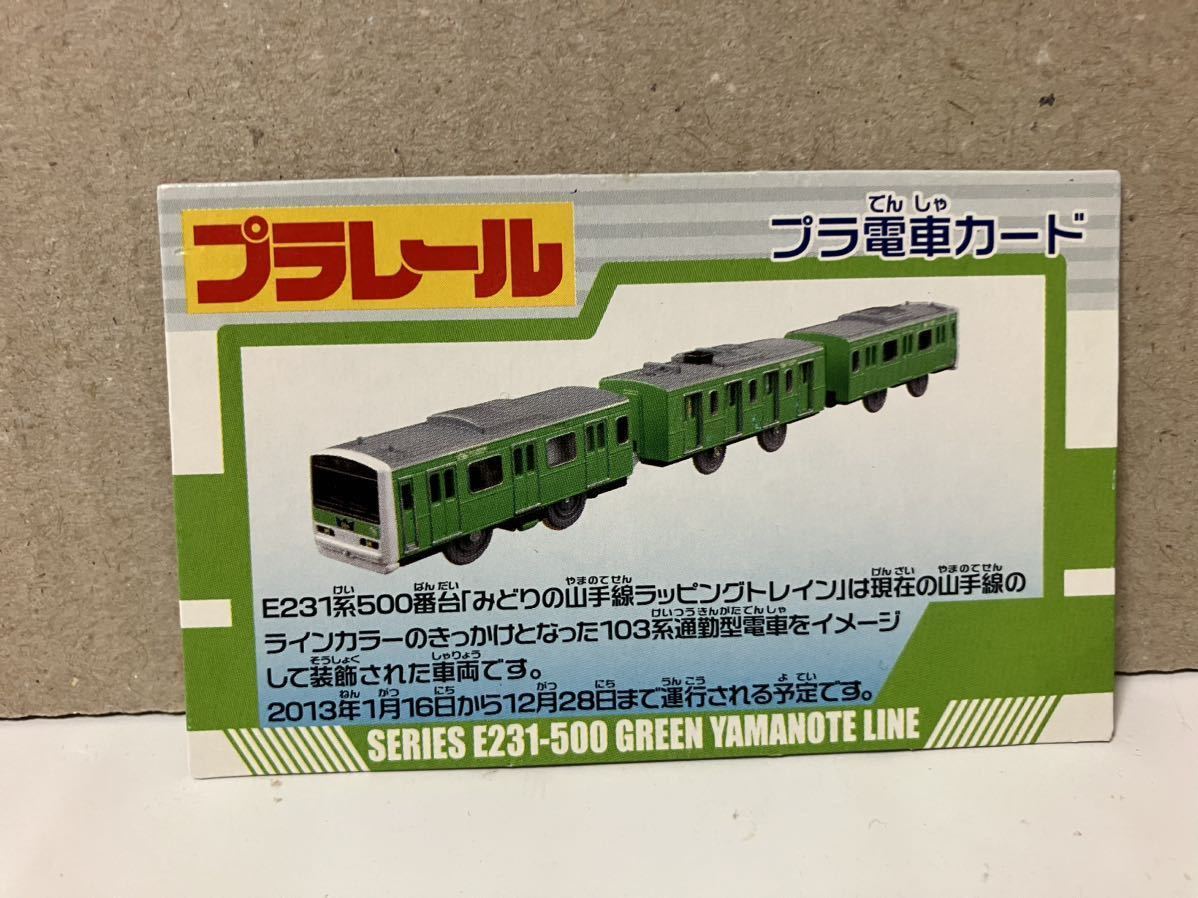 プラレール
でんしゃ
プラ電車カード
けい ばんだい やまのてせん げんざい やまのてせん
E231系500番台「みどりの山手線ラッピングトレイン」は現在の山手線の
けいつうきんがたでんしゃ
ラインカラーのきっかけとなった103系通勤型電車をイメージ
そうしょく しゃりょう
して装飾された車両です。
ねん がつ にち がつ にち うんこう よてい
2013年1月16日から12月28日まで運行される予定です。
SERIES E231-500 GREEN YAMANOTE LINE